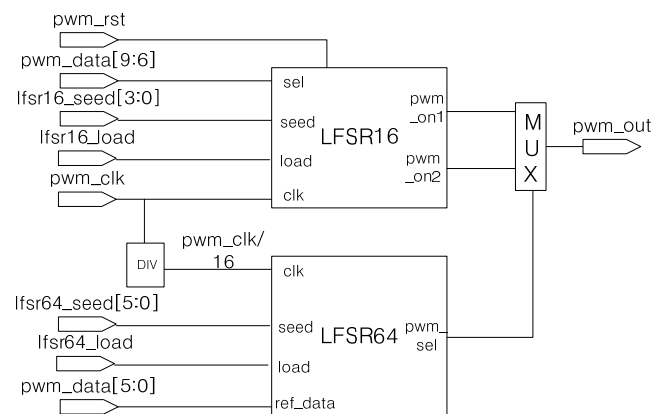 pwm_rst
pwm_data[9:6]
lfsr16_seed[3:0]
lfsr16_load
pwm_clk
sel
seed
load
clk
LFSR16
pwm
_on1
pwm
_on2
M
U
X
pwm_out
DIV
pwm_clk/
16
lfsr64_seed[5:0]
lfsr64_load
pwm_data[5:0]
clk
seed
load
ref_data
LFSR64
pwm_
sel